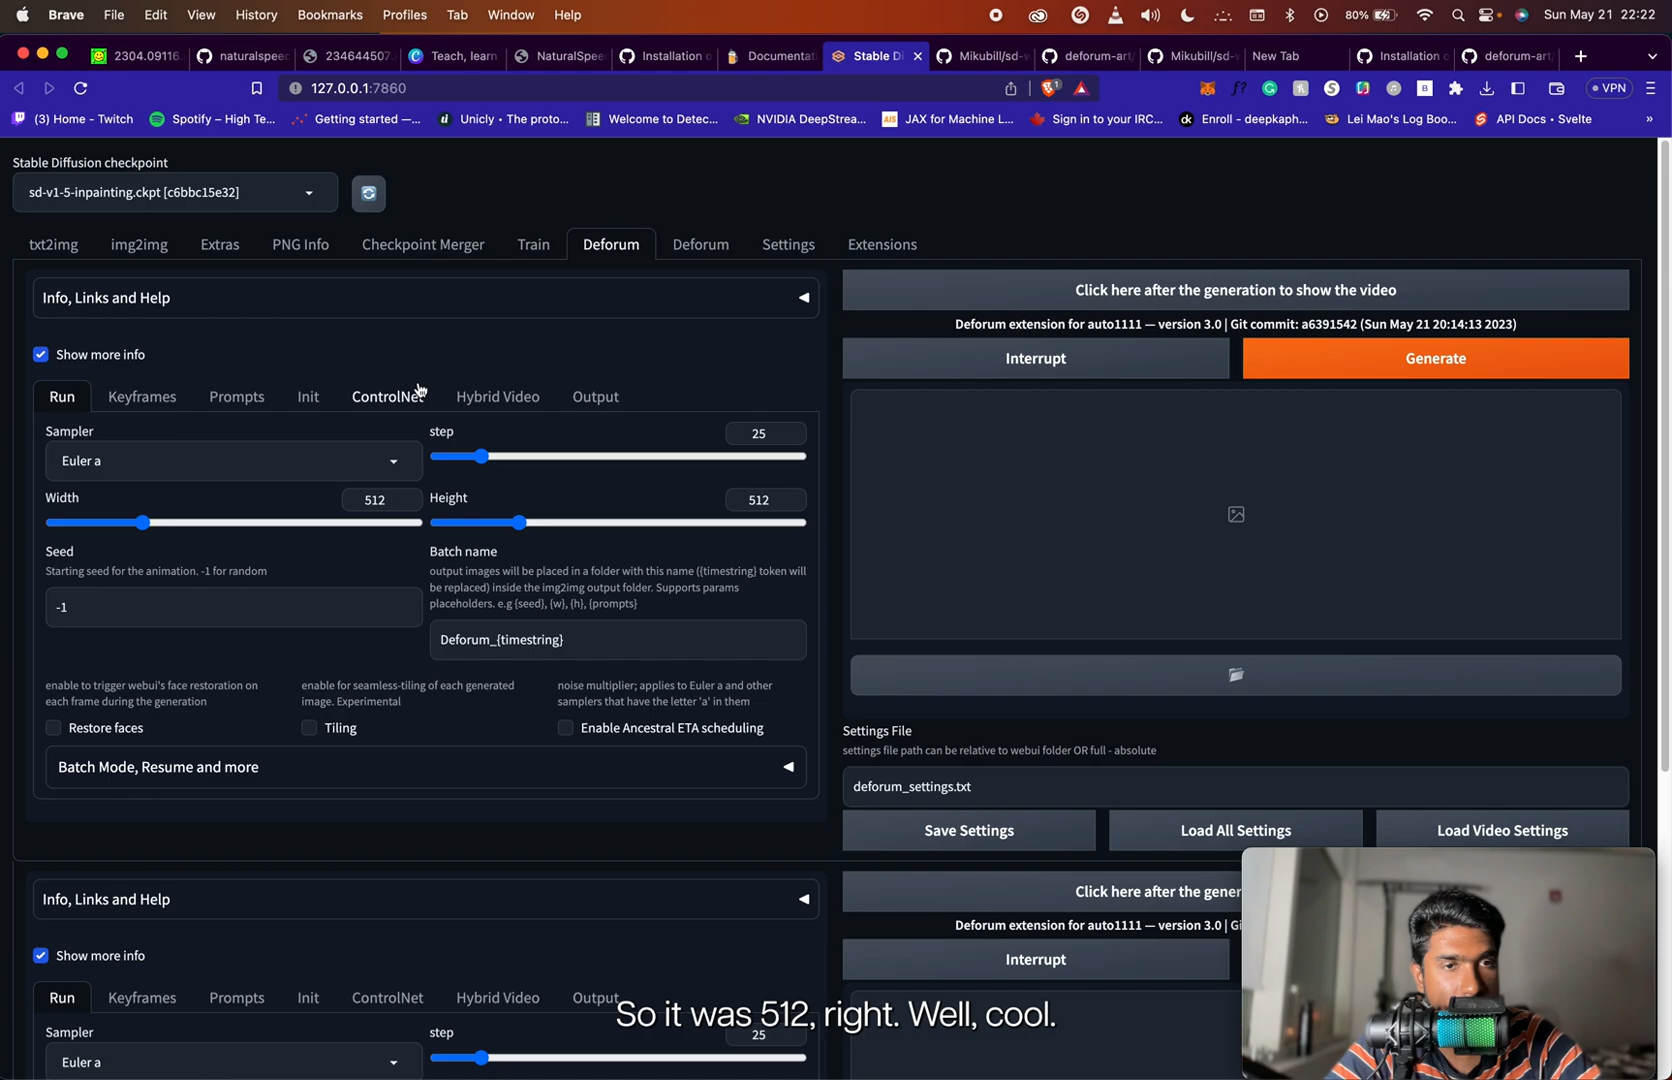 Brave File Edit View History Bookmarks Profiles Tab Window Help 80% Sun May 21 22:22
2304.09116. naturalspee 234644507. Teach, learn NaturalSpee Installation o Documentati Stable Di Mikubill/sd-w deforum-art/ Mikubill/sd-w New Tab Installation o deforum-art/
127.0.0.1:7860 VPN
(3) Home - Twitch Spotify – High Te... Getting started —... Unicly • The proto... Welcome to Detec... NVIDIA DeepStrea... JAX for Machine L... Sign in to your IRC... Enroll - deepkaph... Lei Mao's Log Boo... API Docs • Svelte »
Stable Diffusion checkpoint
sd-v1-5-inpainting.ckpt [c6bbc15e32]
txt2img img2img Extras PNG Info Checkpoint Merger Train Deforum Deforum Settings Extensions
Info, Links and Help
Click here after the generation to show the video
Deforum extension for auto1111 — version 3.0 | Git commit: a6391542 (Sun May 21 20:14:13 2023)
Show more info
Interrupt Generate
Run Keyframes Prompts Init ControlNet Hybrid Video Output
Sampler step 25
Euler a
Width 512 Height 512
Seed
Starting seed for the animation. -1 for random
-1
Batch name
output images will be placed in a folder with this name ({timestring} token will
be replaced) inside the img2img output folder. Supports params
placeholders. e.g {seed}, {w}, {h}, {prompts}
Deforum_{timestring}
enable to trigger webui's face restoration on
each frame during the generation
Restore faces
enable for seamless-tiling of each generated
image. Experimental
Tiling
noise multiplier; applies to Euler a and other
samplers that have the letter 'a' in them
Enable Ancestral ETA scheduling
Batch Mode, Resume and more
Settings File
settings file path can be relative to webui folder OR full - absolute
deforum_settings.txt
Save Settings Load All Settings Load Video Settings
Info, Links and Help
Click here after the gener
Deforum extension for auto1111 — version 3.0 | Gi
Show more info
Interrupt
Run Keyframes Prompts Init ControlNet Hybrid Video Output
So it was 512, right. Well, cool.
Sampler step 25
Euler a